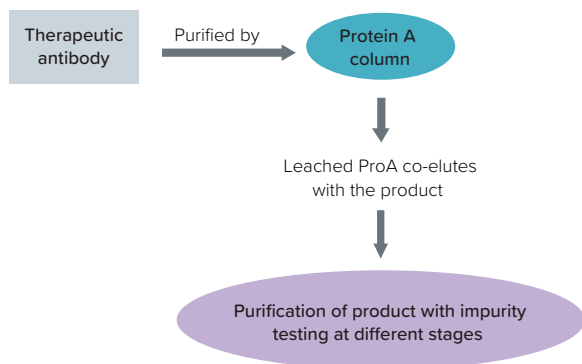 Therapeutic
antibody
Purified by
Protein A
column
Leached ProA co-elutes
with the product
Purification of product with impurity
testing at different stages